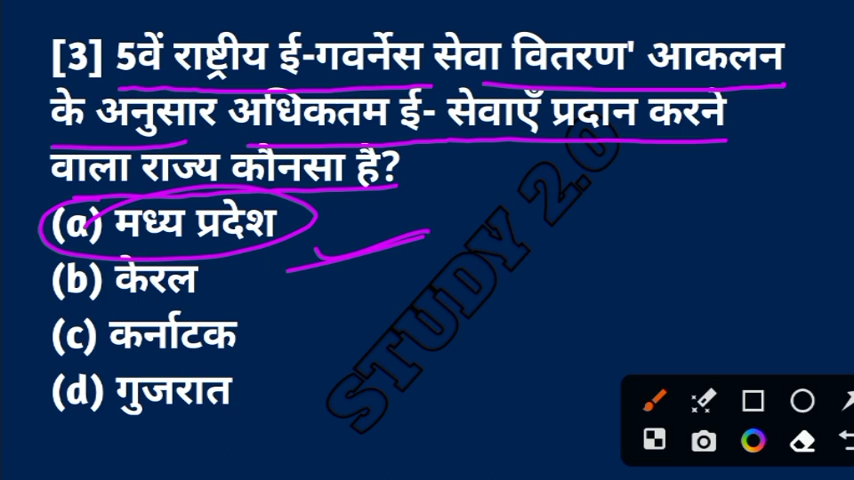 [3] 5वें राष्ट्रीय ई-गवर्नेस सेवा वितरण' आकलन
के अनुसार अधिकतम ई- सेवाएँ प्रदान करने
वाला राज्य कौनसा है?
(a) मध्य प्रदेश
(b) केरल
(c) कर्नाटक
(d) गुजरात
STUDY 2.0